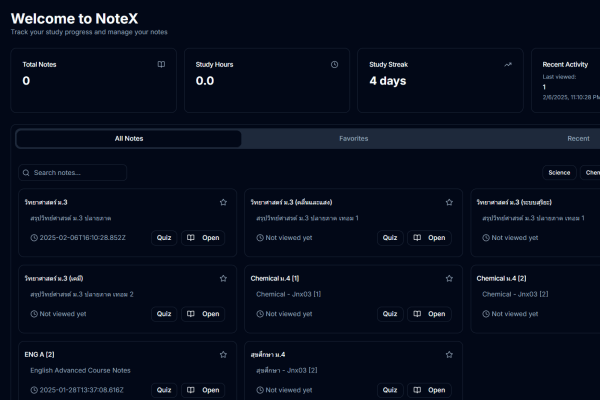 Welcome to NoteX
Track your study progress and manage your notes
Total Notes
0
Study Hours
0.0
Study Streak
4 days
Recent Activity
Last viewed:
1
2/6/2025, 11:10:28 PM
All Notes
Favorites
Recent
Search notes...
Science
วิทยาศาสตร์ ม.3
สรุปวิทย์ศาสตร์ ม.3 ปลายภาค
2025-02-06T16:10:28.852Z
Quiz
Open
วิทยาศาสตร์ ม.3 (คลื่นและแสง)
สรุปวิทย์ศาสตร์ ม.3 ปลายภาค เทอม 1
Not viewed yet
Quiz
Open
วิทยาศาสตร์ ม.3 (ระบบสุริยะ)
สรุปวิทย์ศาสตร์ ม.3 ปลายภาค เทอม 1
Not viewed yet
วิทยาศาสตร์ ม.3 (เคมี)
สรุปวิทย์ศาสตร์ ม.3 ปลายภาค เทอม 2
Not viewed yet
Quiz
Open
Chemical ม.4 [1]
Chemical - Jnx03 [1]
Not viewed yet
Quiz
Open
Chemical ม.4 [2]
Chemical - Jnx03 [2]
Not viewed yet
ENG A [2]
English Advanced Course Notes
2025-01-28T13:37:08.616Z
Quiz
Open
สุขศึกษา ม.4
สุขศึกษา - Jnx03 [2]
Not viewed yet
Quiz
Open